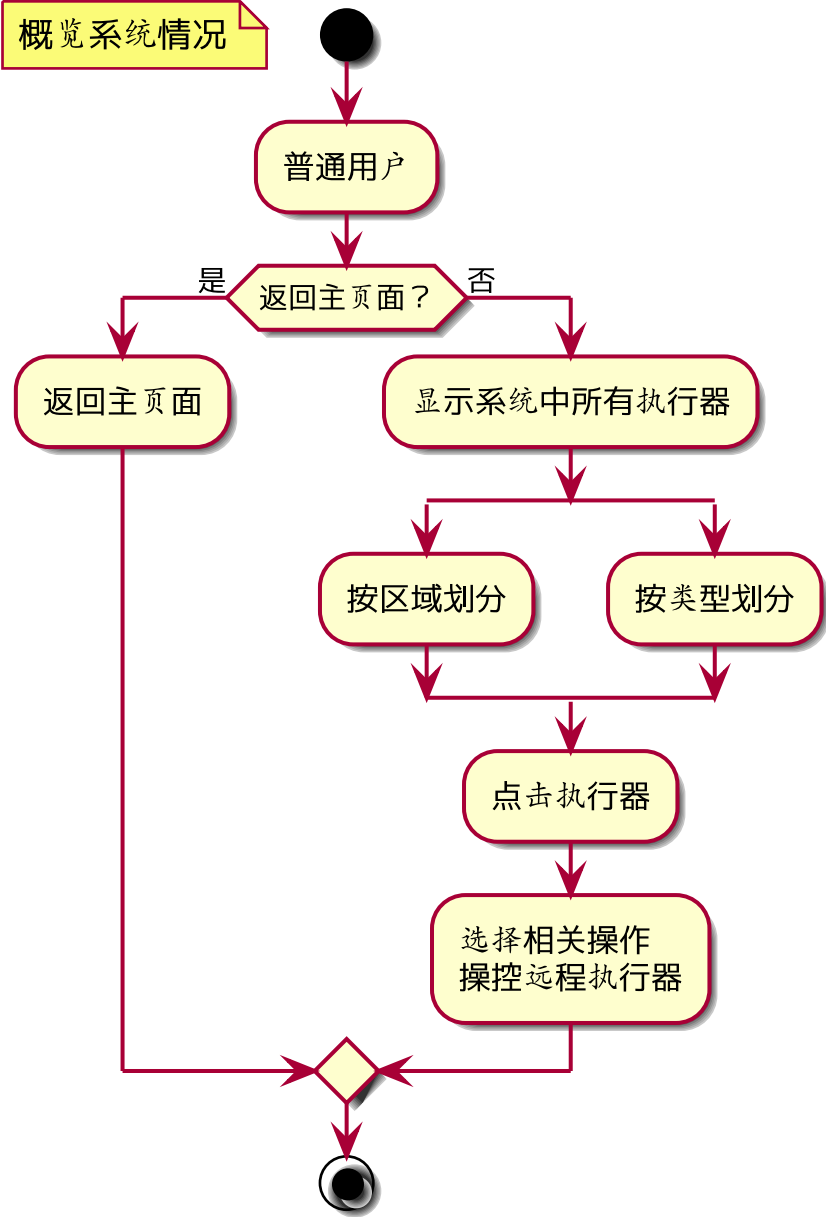 概览系统情况
普通用户
是
返回主页面？
否
返回主页面
显示系统中所有执行器
按区域划分
按类型划分
点击执行器
选择相关操作
操控远程执行器